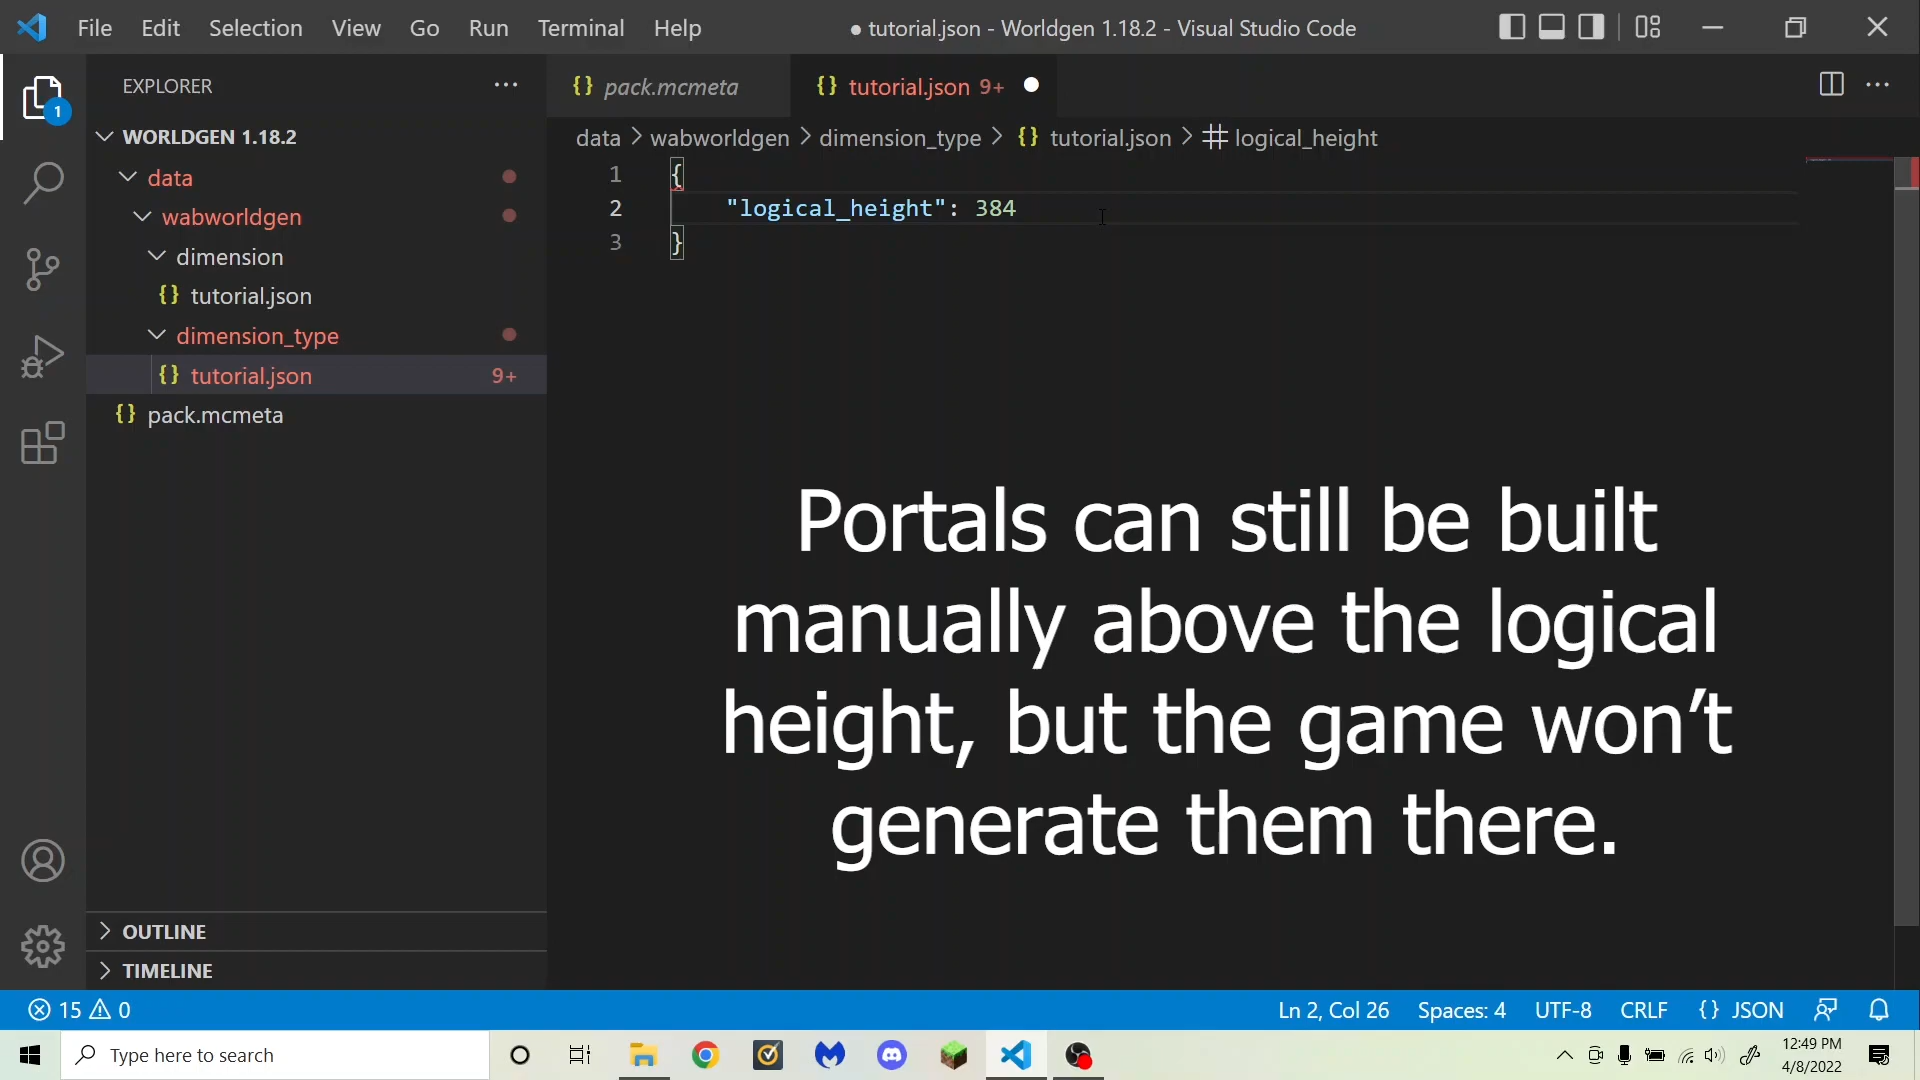 File Edit Selection View Go Run Terminal Help
● tutorial.json - Worldgen 1.18.2 - Visual Studio Code
EXPLORER
{} pack.mcmeta
{} tutorial.json 9+
1
WORLDGEN 1.18.2
data > wabworldgen > dimension_type > {} tutorial.json > # logical_height
data
wabworldgen
dimension
{} tutorial.json
dimension_type
{} tutorial.json 9+
{} pack.mcmeta
1 {
2 "logical_height": 384
3 }
Portals can still be built
manually above the logical
height, but the game won’t
generate them there.
OUTLINE
TIMELINE
15 0
Ln 2, Col 26 Spaces: 4 UTF-8 CRLF {} JSON
Type here to search
12:49 PM
4/8/2022